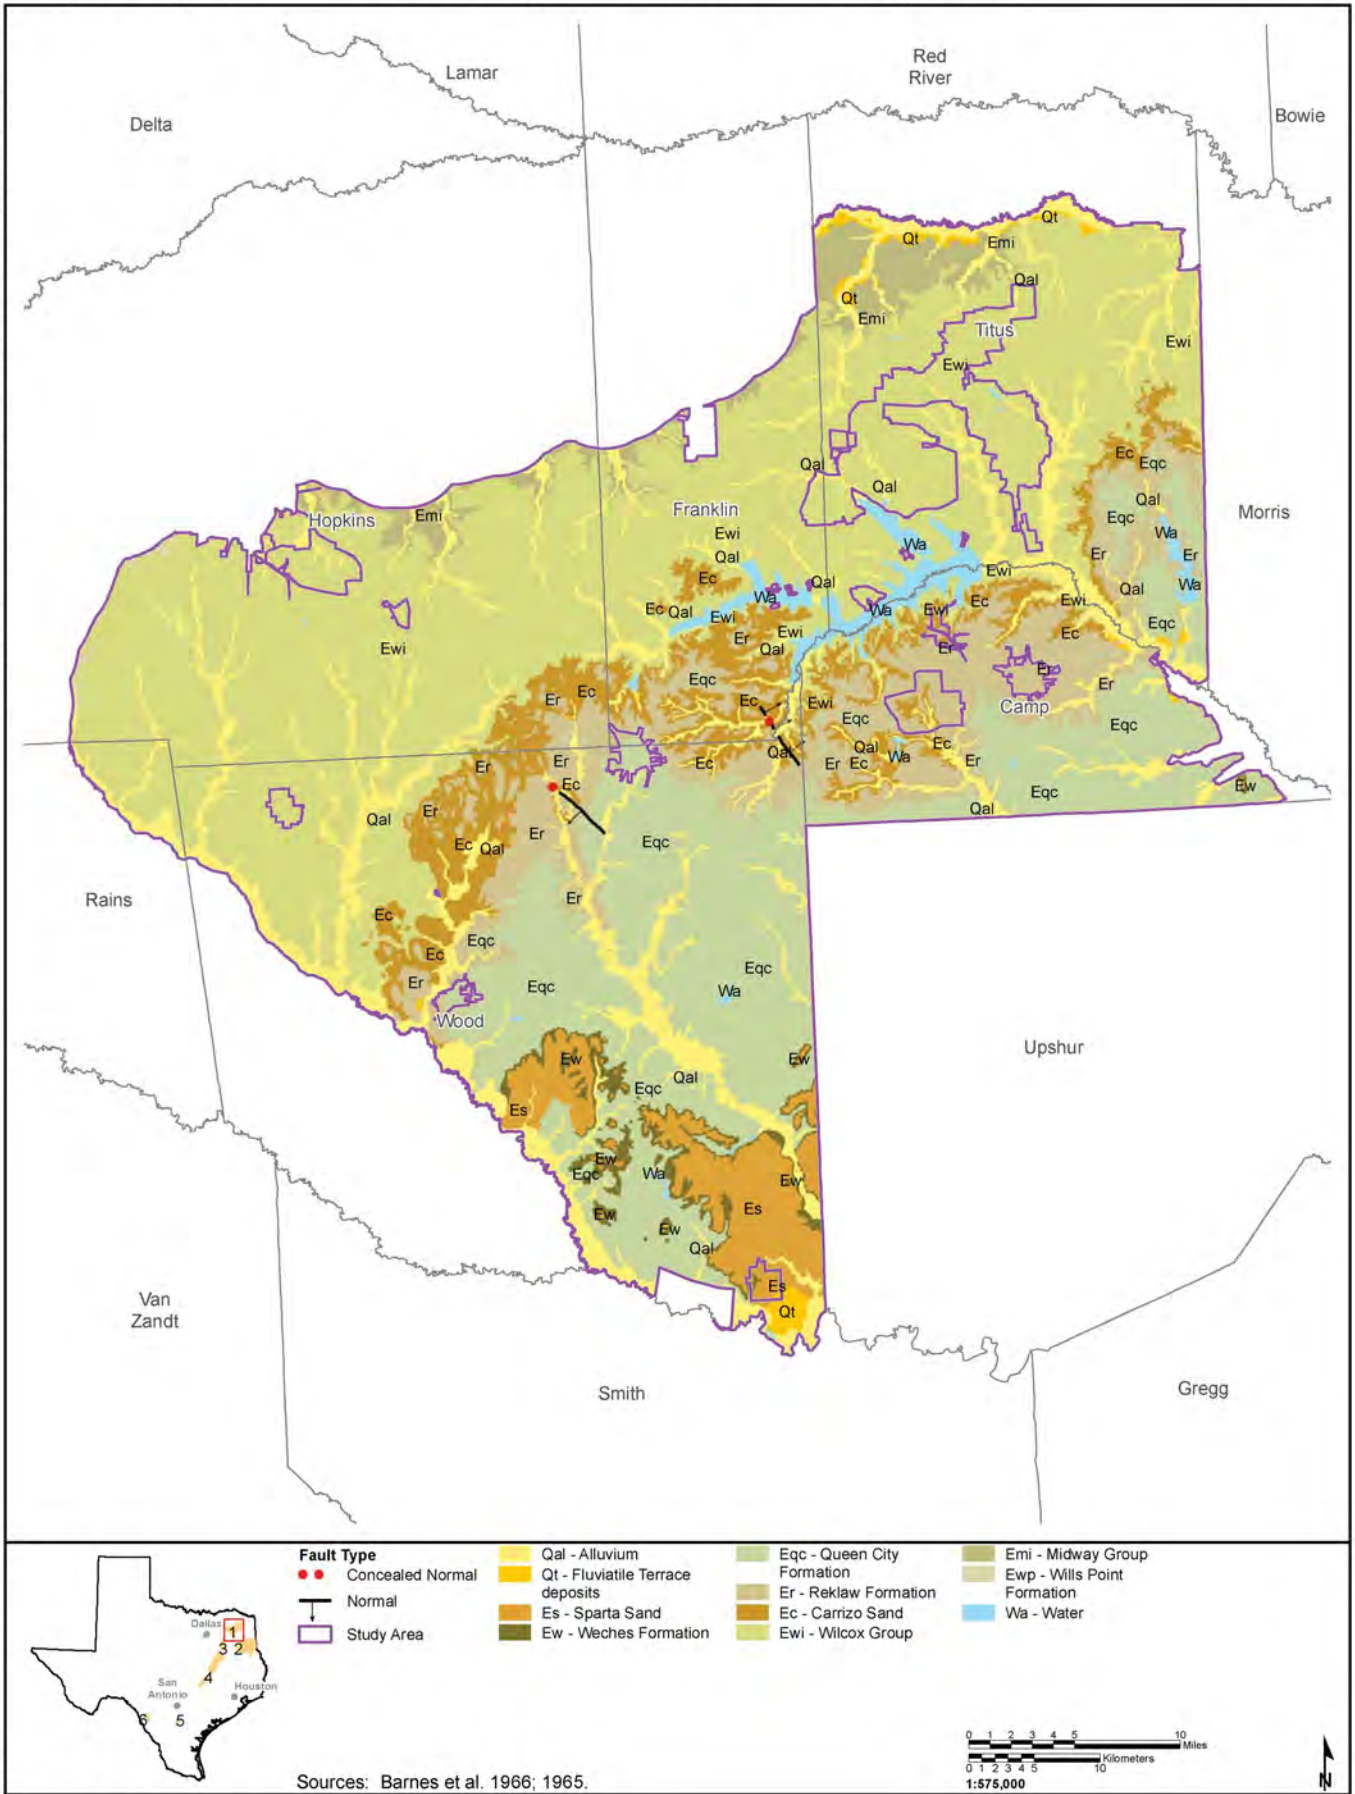 Red
River
Lamar
Bowie
Delta
Qt
Qt
Emi
Qal
Qt
Emi
Titus
Ewi
Ewi
Ec
Eqc
Qal
Qal
Qal
Eqc
Morris
Franklin
Hopkins
Emi
Ewi
Wa
Wa
Qal
Er
Er
Ewi
Ec
Qal
Wa
Qal
Wa
Ec
Qal
Ewi
Wa
Ewi
Ec
Ewi
Eqc
Ewi
Er
Ewi
Ec
Qal
Er
Er
Eqc
Er
Ec
Er
Ec
Ewi
Camp
Eqc
Eqc
Qal
Qal
Ec
Ec
Er
Ec
Wa
Er
Er
Er
Ec
Eqc
Ew
Qal
Er
Qal
Er
Eqc
Ec
Qal
Rains
Er
Ec
Eqc
Ec
Eqc
Er
Eqc
Wa
Wood
Upshur
Ew
Ew
Qal
Eqc
Es
Ew
Eqc
Wa
Ew
Es
Ew
Ew
Qal
Es
Qt
Van
Zandt
Smith
Gregg
Fault Type
Concealed Normal
Normal
Study Area
Qal - Alluvium
Qt - Fluviatile Terrace
deposits
Es - Sparta Sand
Ew - Weches Formation
Eqc - Queen City
Formation
Er - Reklaw Formation
Ec - Carrizo Sand
Ewi - Wilcox Group
Emi - Midway Group
Ewp - Wills Point
Formation
Wa - Water
Dallas
1
3 2
4
San
Antonio
Houston
6
5
0 1 2 3 4 5 10
Miles
Kilometers
0 1 2 3 4 5 10
1:575,000
N
Sources: Barnes et al. 1966; 1965.